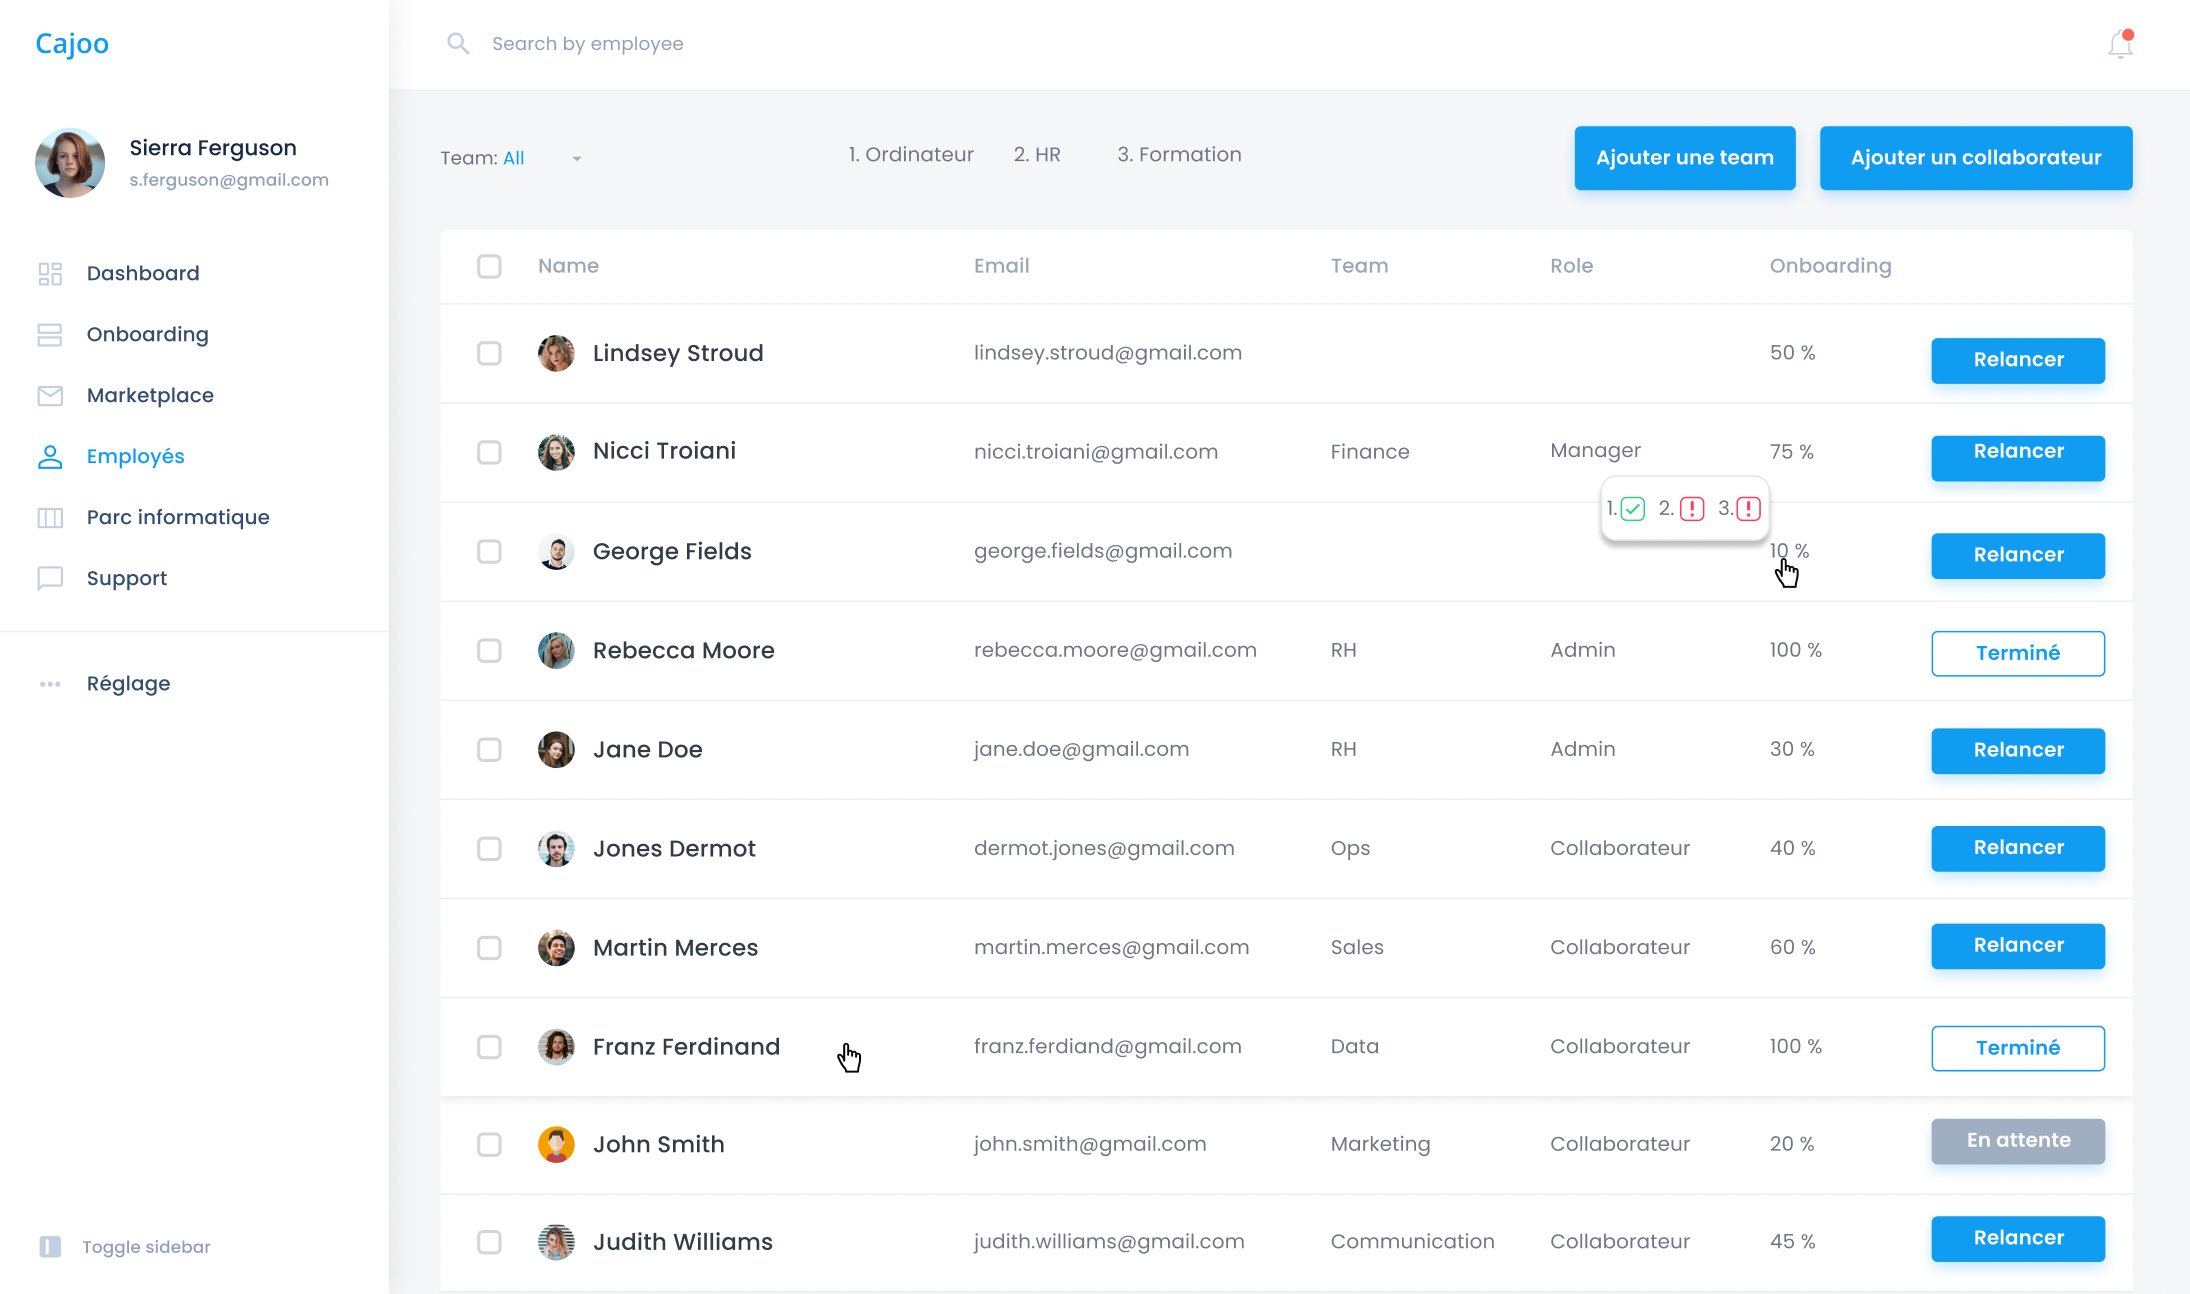 Cajoo
Search by employee
Sierra Ferguson
s.ferguson@gmail.com
Dashboard
Onboarding
Marketplace
Employés
Parc informatique
Support
Réglage
Toggle sidebar
Team: All
1. Ordinateur 2. HR 3. Formation
Ajouter une team
Ajouter un collaborateur
Name Email Team Role Onboarding
Lindsey Stroud lindsey.stroud@gmail.com 50 % Relancer
Nicci Troiani nicci.troiani@gmail.com Finance Manager 75 % Relancer
1. 2. 3.
George Fields george.fields@gmail.com 10 % Relancer
Rebecca Moore rebecca.moore@gmail.com RH Admin 100 % Terminé
Jane Doe jane.doe@gmail.com RH Admin 30 % Relancer
Jones Dermot dermot.jones@gmail.com Ops Collaborateur 40 % Relancer
Martin Merces martin.merces@gmail.com Sales Collaborateur 60 % Relancer
Franz Ferdinand franz.ferdiand@gmail.com Data Collaborateur 100 % Terminé
John Smith john.smith@gmail.com Marketing Collaborateur 20 % En attente
Judith Williams judith.williams@gmail.com Communication Collaborateur 45 % Relancer